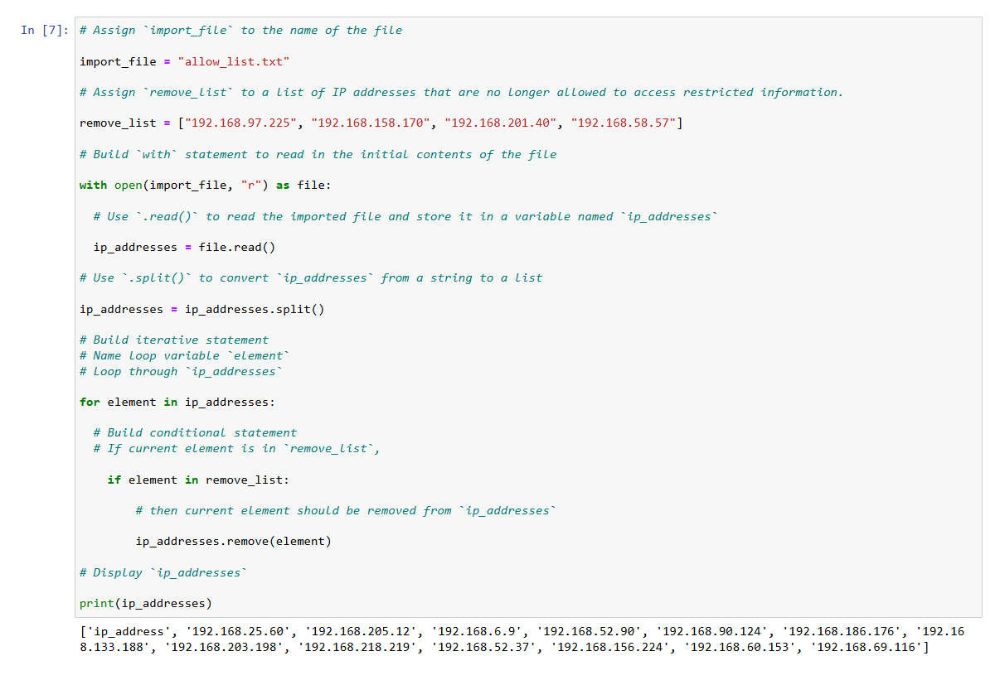 In [7]: # Assign `import_file` to the name of the file
import_file = "allow_list.txt"
# Assign `remove_list` to a list of IP addresses that are no longer allowed to access restricted information.
remove_list = ["192.168.97.225", "192.168.158.170", "192.168.201.40", "192.168.58.57"]
# Build `with` statement to read in the initial contents of the file
with open(import_file, "r") as file:
# Use `.read()` to read the imported file and store it in a variable named `ip_addresses`
ip_addresses = file.read()
# Use `.split()` to convert `ip_addresses` from a string to a list
ip_addresses = ip_addresses.split()
# Build iterative statement
# Name loop variable `element`
# Loop through `ip_addresses`
for element in ip_addresses:
# Build conditional statement
# If current element is in `remove_list`,
if element in remove_list:
# then current element should be removed from `ip_addresses`
ip_addresses.remove(element)
# Display `ip_addresses`
print(ip_addresses)
['ip_address', '192.168.25.60', '192.168.205.12', '192.168.6.9', '192.168.52.90', '192.168.90.124', '192.168.186.176', '192.16
8.133.188', '192.168.203.198', '192.168.218.219', '192.168.52.37', '192.168.156.224', '192.168.60.153', '192.168.69.116']